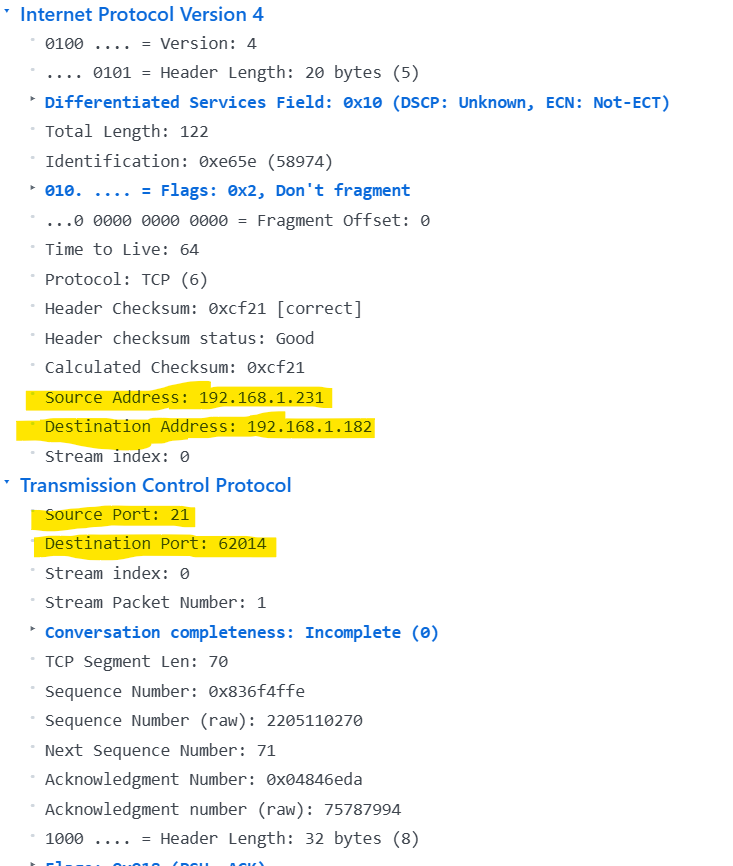 Internet Protocol Version 4
0100 .... = Version: 4
.... 0101 = Header Length: 20 bytes (5)
Differentiated Services Field: 0x10 (DSCP: Unknown, ECN: Not-ECT)
Total Length: 122
Identification: 0xe65e (58974)
010. .... = Flags: 0x2, Don't fragment
...0 0000 0000 0000 = Fragment Offset: 0
Time to Live: 64
Protocol: TCP (6)
Header Checksum: 0xcf21 [correct]
Header checksum status: Good
Calculated Checksum: 0xcf21
Source Address: 192.168.1.231
Destination Address: 192.168.1.182
Stream index: 0
Transmission Control Protocol
Source Port: 21
Destination Port: 62014
Stream index: 0
Stream Packet Number: 1
Conversation completeness: Incomplete (0)
TCP Segment Len: 70
Sequence Number: 0x836f4ffe
Sequence Number (raw): 2205110270
Next Sequence Number: 71
Acknowledgment Number: 0x04846eda
Acknowledgment number (raw): 75787994
1000 .... = Header Length: 32 bytes (8)
Flags: 0x018 (PSH, ACK)